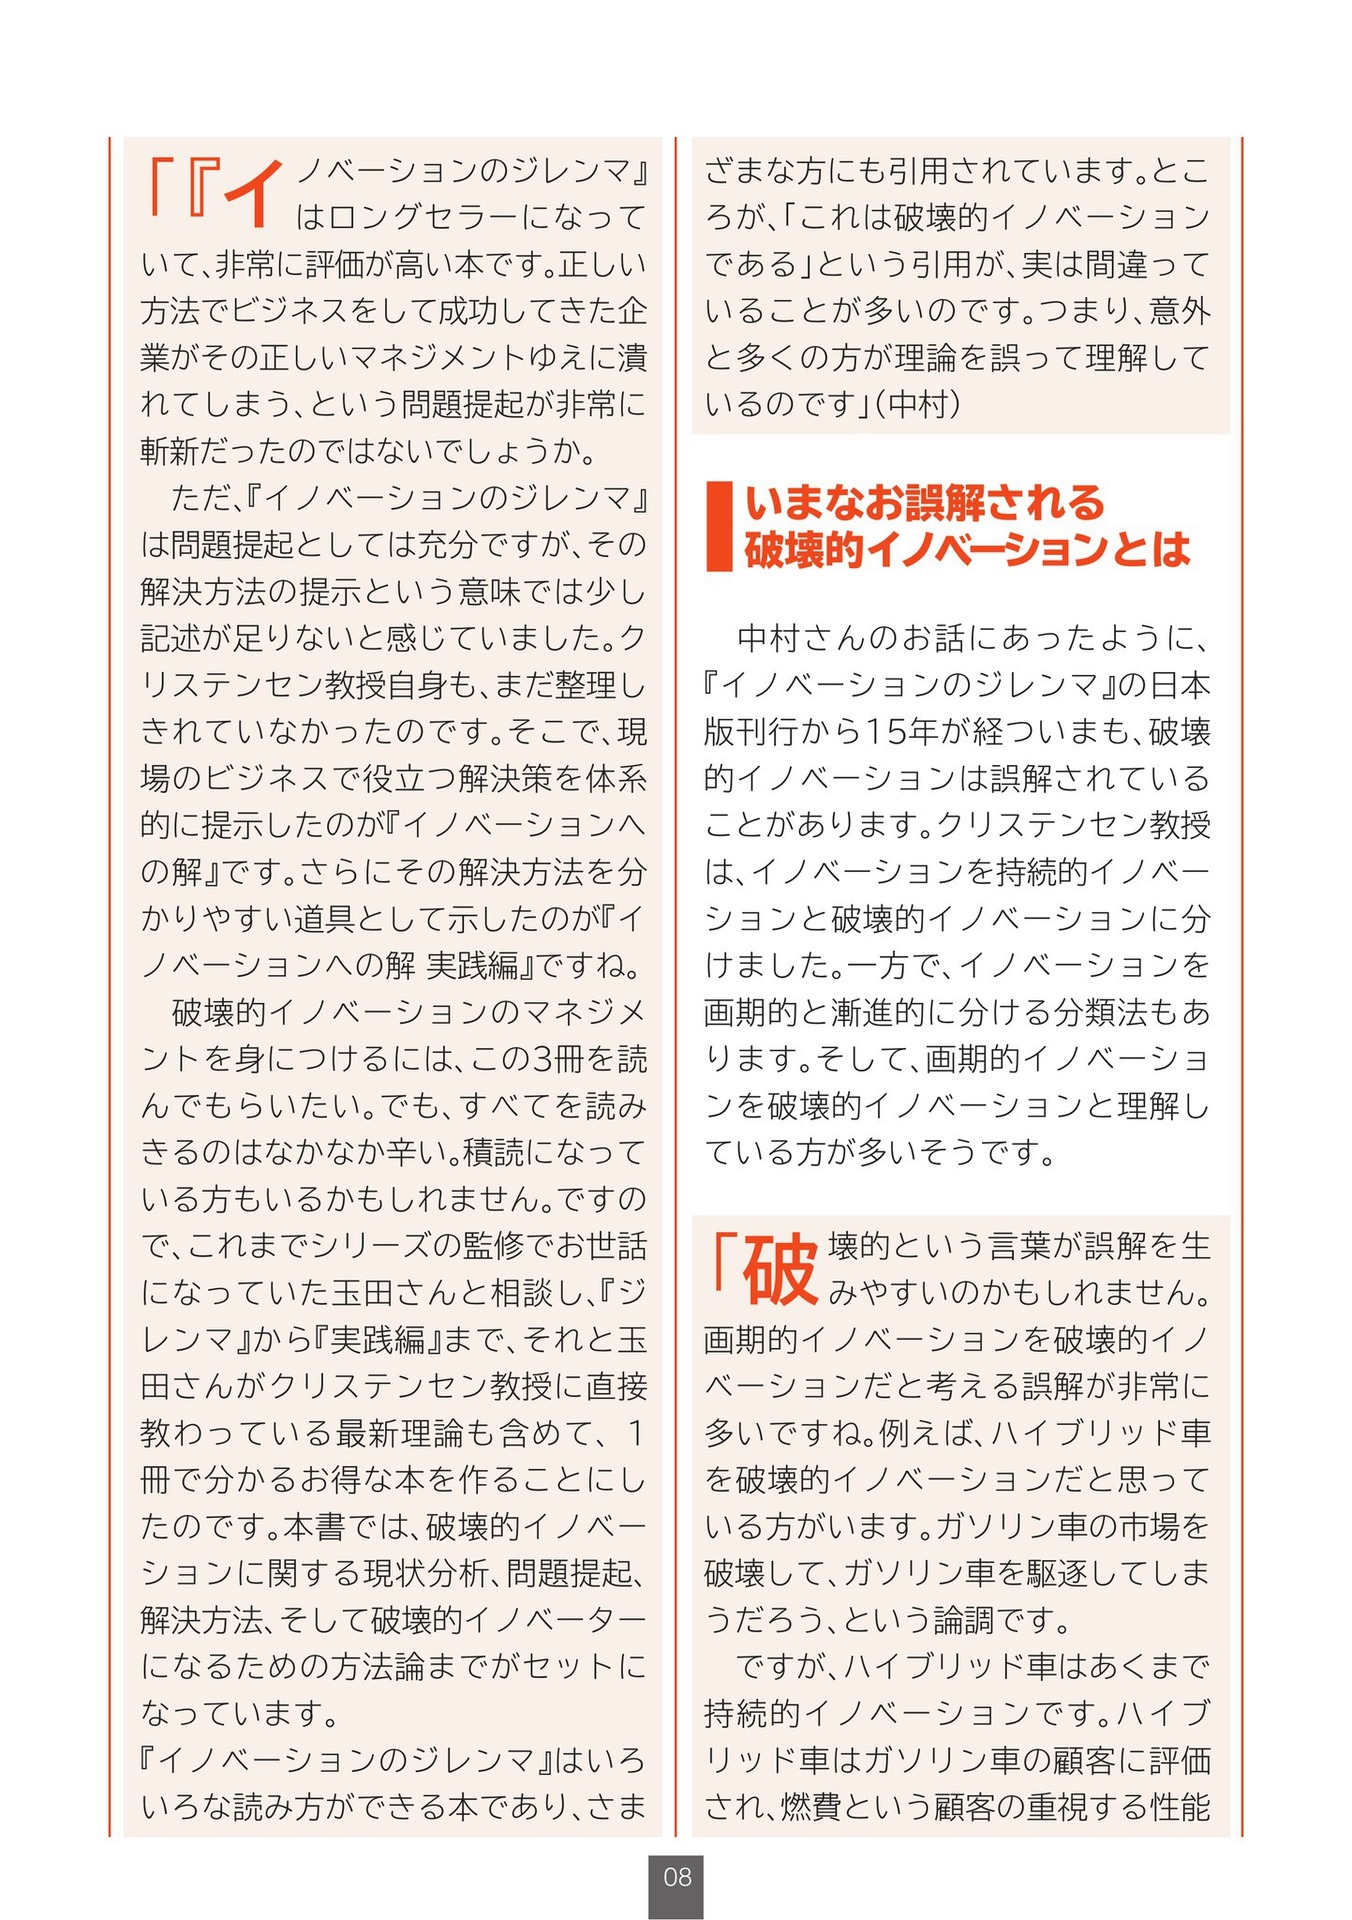 「『イノベーションのジレンマ』
はロングセラーになって
いて、非常に評価が高い本です。正しい
方法でビジネスをして成功してきた企
業がその正しいマネジメントゆえに潰
れてしまう、という問題提起が非常に
斬新だったのではないでしょうか。
ただ、『イノベーションのジレンマ』
は問題提起としては充分ですが、その
解決方法の提示という意味では少し
記述が足りないと感じていました。ク
リステンセン教授自身も、まだ整理し
きれていなかったのです。そこで、現
場のビジネスで役立つ解決策を体系
的に提示したのが『イノベーションへ
の解』です。さらにその解決方法を分
かりやすい道具として示したのが『イ
ノベーションへの解 実践編』ですね。
破壊的イノベーションのマネジメ
ントを身につけるには、この3冊を読
んでもらいたい。でも、すべてを読み
きるのはなかなか辛い。積読になって
いる方もいるかもしれません。ですの
で、これまでシリーズの監修でお世話
になっていた玉田さんと相談し、『ジ
レンマ』から『実践編』まで、それと玉
田さんがクリステンセン教授に直接
教わっている最新理論も含めて、1
冊で分かるお得な本を作ることにし
たのです。本書では、破壊的イノベー
ションに関する現状分析、問題提起、
解決方法、そして破壊的イノベーター
になるための方法論までがセットに
なっています。
『イノベーションのジレンマ』はいろ
いろな読み方ができる本であり、さま
ざまな方にも引用されています。とこ
ろが、「これは破壊的イノベーション
である」という引用が、実は間違って
いることが多いのです。つまり、意外
と多くの方が理論を誤って理解して
いるのです」（中村）
いまなお誤解される
破壊的イノベーションとは
中村さんのお話にあったように、
『イノベーションのジレンマ』の日本
版刊行から15年が経ついまも、破壊
的イノベーションは誤解されている
ことがあります。クリステンセン教授
は、イノベーションを持続的イノベー
ションと破壊的イノベーションに分
けました。一方で、イノベーションを
画期的と漸進的に分ける分類法もあ
ります。そして、画期的イノベーショ
ンを破壊的イノベーションと理解し
ている方が多いそうです。
「破壊的という言葉が誤解を生
みやすいのかもしれません。
画期的イノベーションを破壊的イノ
ベーションだと考える誤解が非常に
多いですね。例えば、ハイブリッド車
を破壊的イノベーションだと思って
いる方がいます。ガソリン車の市場を
破壊して、ガソリン車を駆逐してしま
うだろう、という論調です。
ですが、ハイブリッド車はあくまで
持続的イノベーションです。ハイブ
リッド車はガソリン車の顧客に評価
され、燃費という顧客の重視する性能
08